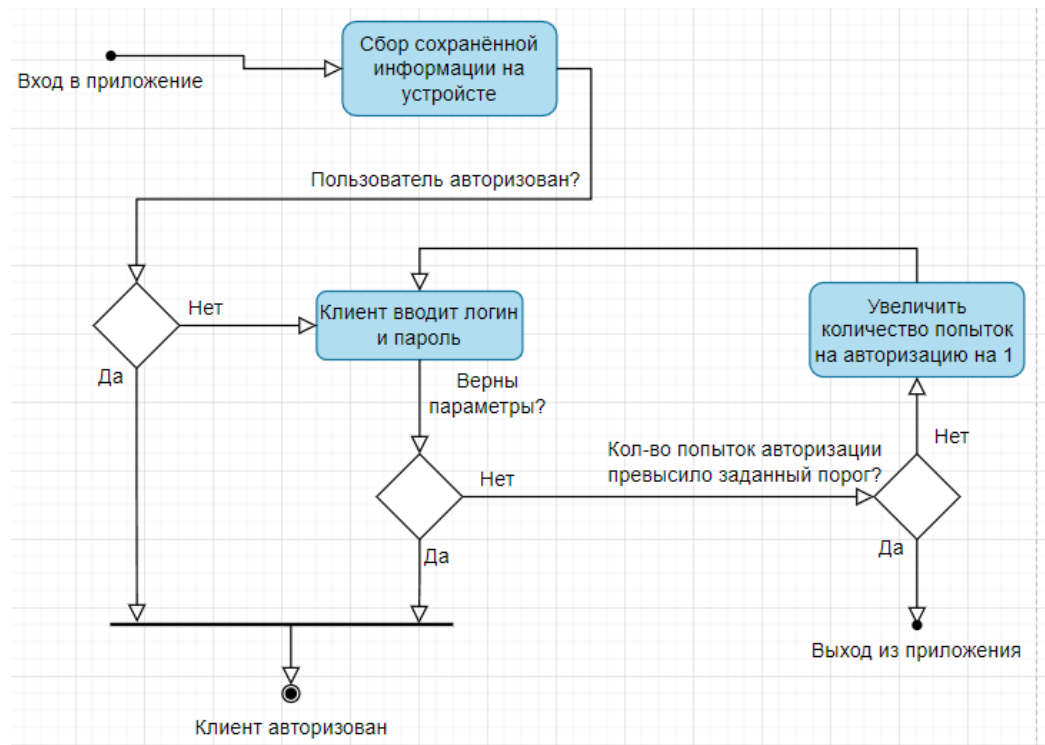 Сбор сохранённой
информации на
устройсте
Вход в приложение
Пользователь авторизован?
Нет
Да
Клиент вводит логин
и пароль
Верны
параметры?
Нет
Да
Кол-во попыток авторизации
превысило заданный порог?
Увеличить
количество попыток
на авторизацию на 1
Нет
Да
Выход из приложения
Клиент авторизован